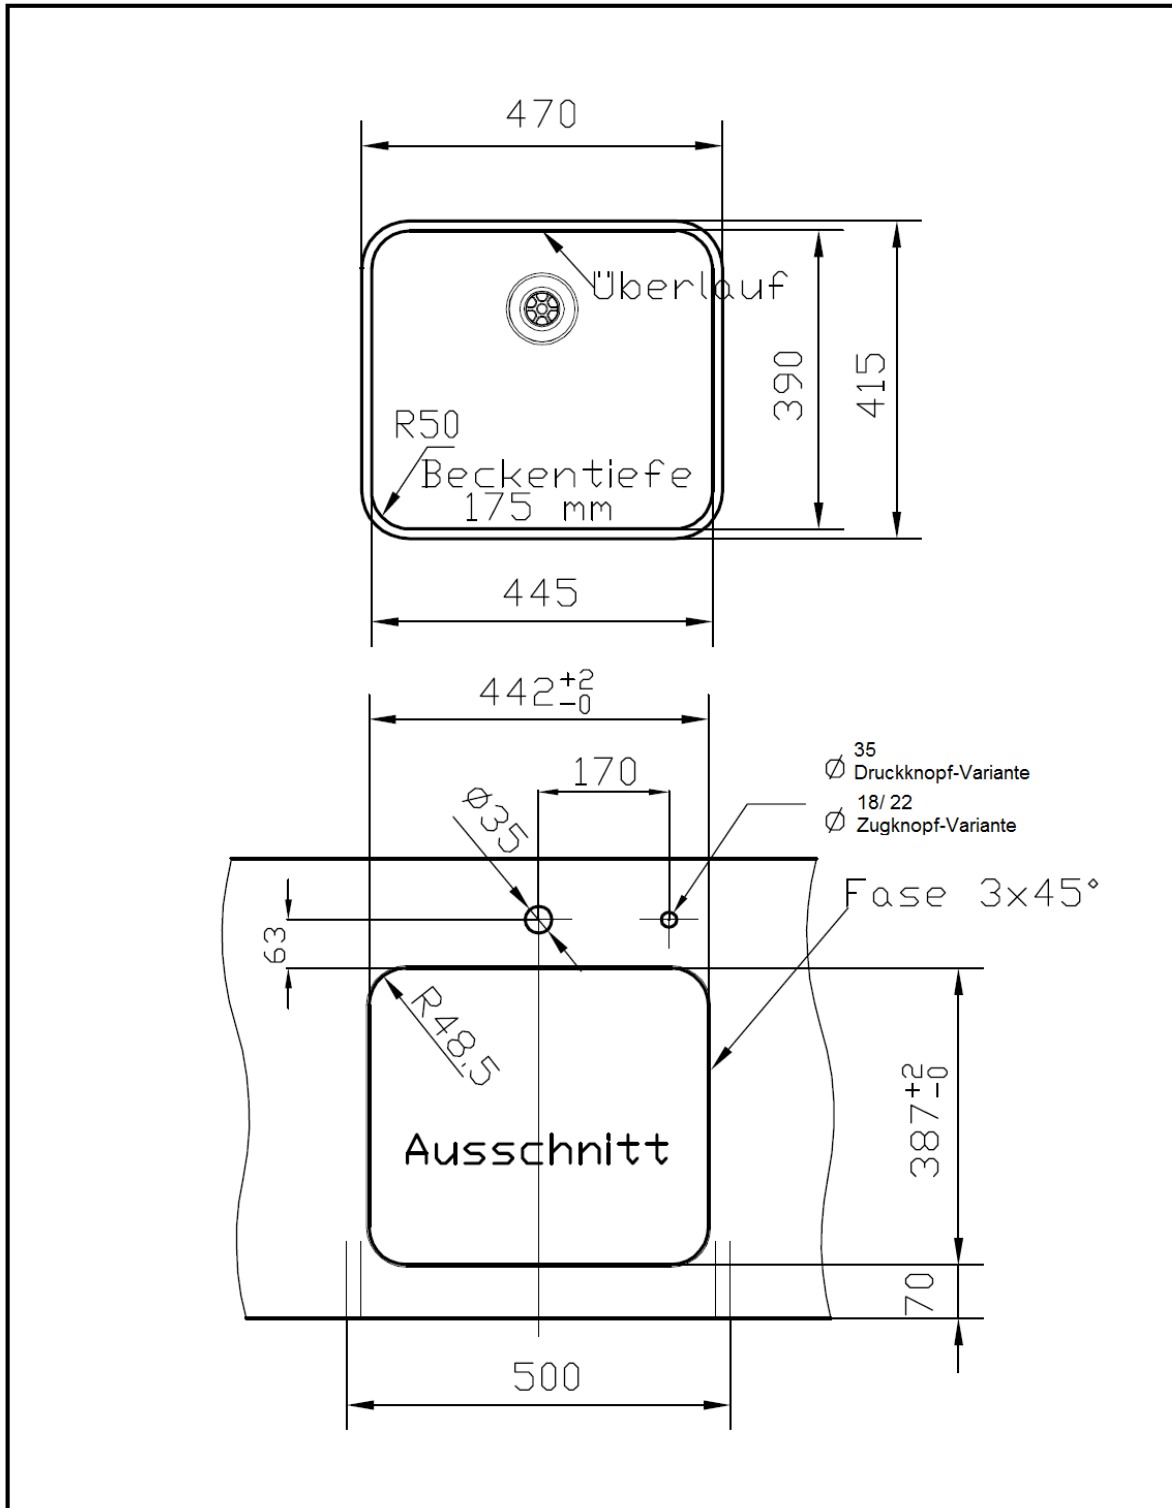 470
Überlauf
390
415
R50
Beckentiefe
175 mm
445
442 +2 -0
170
⌀ 35
Druckknopf-Variante
⌀ 18/ 22
Zugknopf-Variante
⌀35
Fase 3x45°
63
R48,5
387 +2 -0
Ausschnitt
70
500